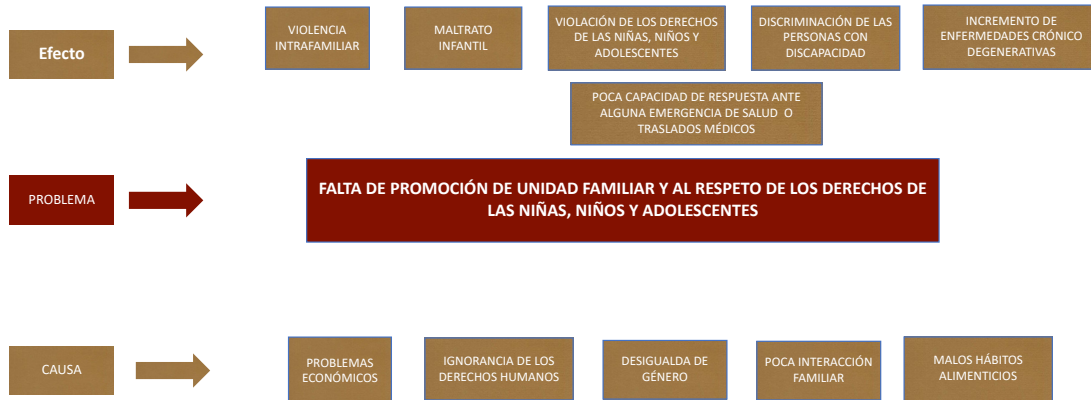 Efecto
VIOLENCIA
INTRAFAMILIAR
MALTRATO
INFANTIL
VIOLACIÓN DE LOS DERECHOS
DE LAS NIÑAS, NIÑOS Y
ADOLESCENTES
DISCRIMINACIÓN DE LAS
PERSONAS CON
DISCAPACIDAD
INCREMENTO DE
ENFERMEDADES CRÓNICO
DEGENERATIVAS
POCA CAPACIDAD DE RESPUESTA ANTE
ALGUNA EMERGENCIA DE SALUD O
TRASLADOS MÉDICOS
PROBLEMA
FALTA DE PROMOCIÓN DE UNIDAD FAMILIAR Y AL RESPETO DE LOS DERECHOS DE
LAS NIÑAS, NIÑOS Y ADOLESCENTES
CAUSA
PROBLEMAS
ECONÓMICOS
IGNORANCIA DE LOS
DERECHOS HUMANOS
DESIGUALDA DE
GÉNERO
POCA INTERACCIÓN
FAMILIAR
MALOS HÁBITOS
ALIMENTICIOS